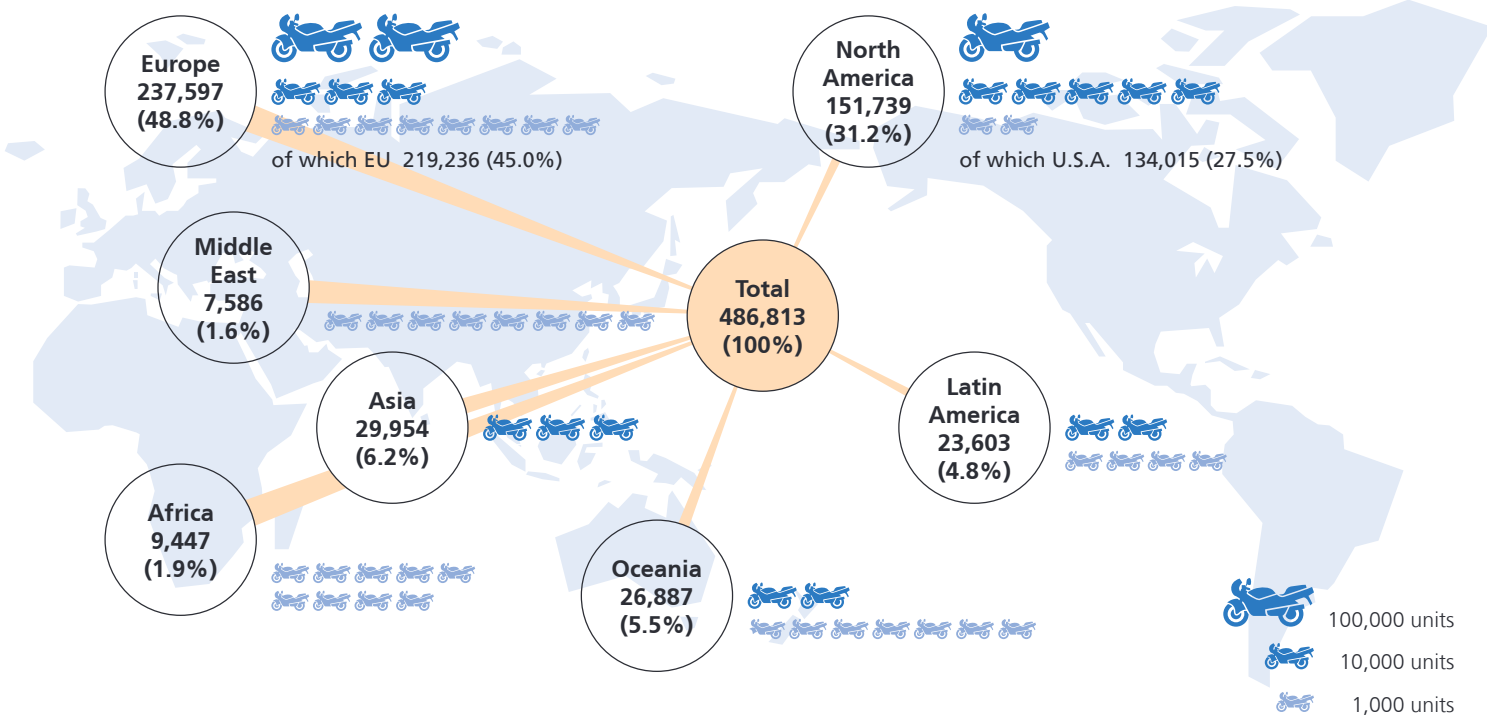 Europe
237,597
(48.8%)
of which EU 219,236 (45.0%)
North
America
151,739
(31.2%)
of which U.S.A. 134,015 (27.5%)
Middle
East
7,586
(1.6%)
Total
486,813
(100%)
Asia
29,954
(6.2%)
Latin
America
23,603
(4.8%)
Africa
9,447
(1.9%)
Oceania
26,887
(5.5%)
100,000 units
10,000 units
1,000 units